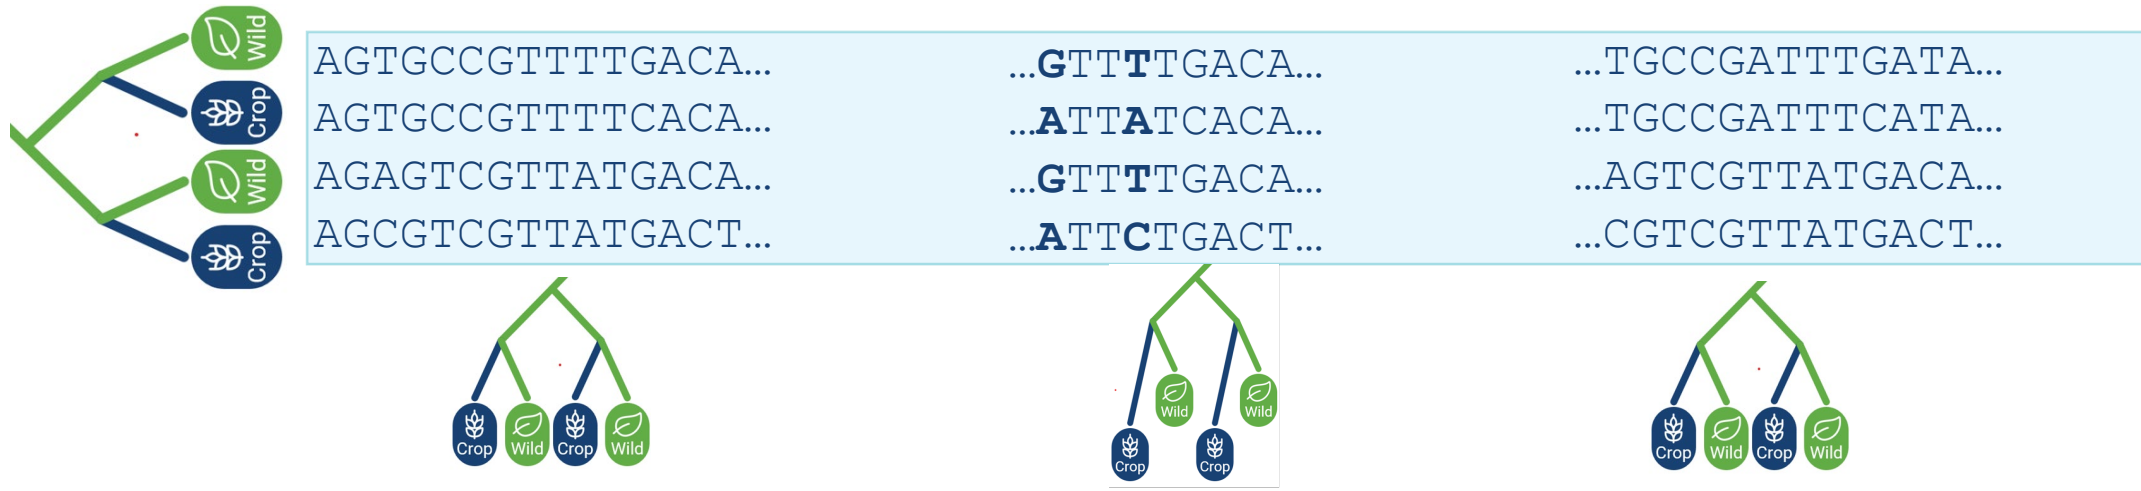 Wild
AGTGCCGTTTTGACA... ...GTTTTGACA... ...TGCCGATTTGATA...
Crop
AGTGCCGTTTTCACA... ...ATTATCACA... ...TGCCGATTTCATA...
Wild
AGAGTCGTTATGACA... ...GTTTTGACA... ...AGTCGTTATGACA...
Crop
AGCGTCGTTATGACT... ...ATTCTGACT... ...CGTCGTTATGACT...
Crop Wild Crop Wild
Wild Wild
Crop Crop
Crop Wild Crop Wild